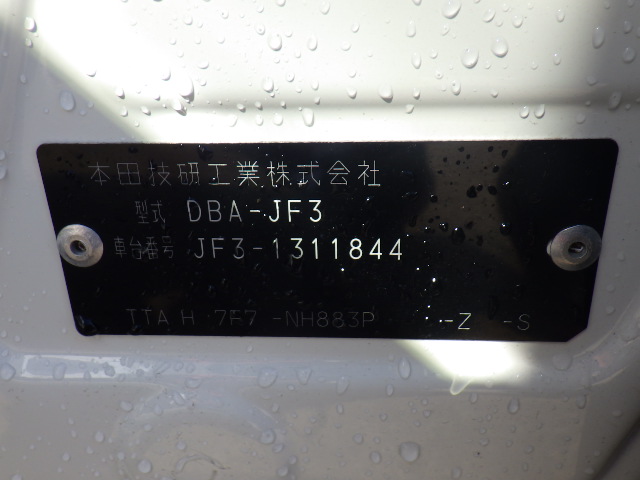 本田技研工業株式会社
型式 DBA-JF3
車台番号 JF3-1311844
TTA H 7F7 -NH883P -Z -S